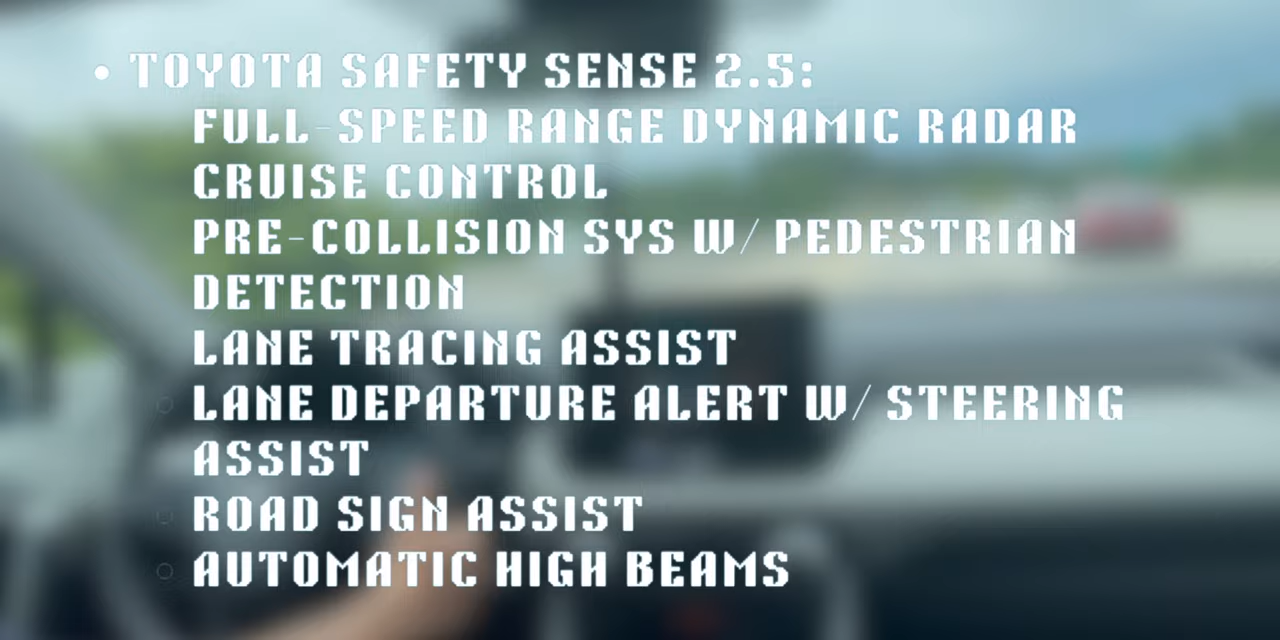 • TOYOTA SAFETY SENSE 2.5:
FULL-SPEED RANGE DYNAMIC RADAR
CRUISE CONTROL
PRE-COLLISION SYS W/ PEDESTRIAN
DETECTION
LANE TRACING ASSIST
○ LANE DEPARTURE ALERT W/ STEERING
ASSIST
○ ROAD SIGN ASSIST
○ AUTOMATIC HIGH BEAMS